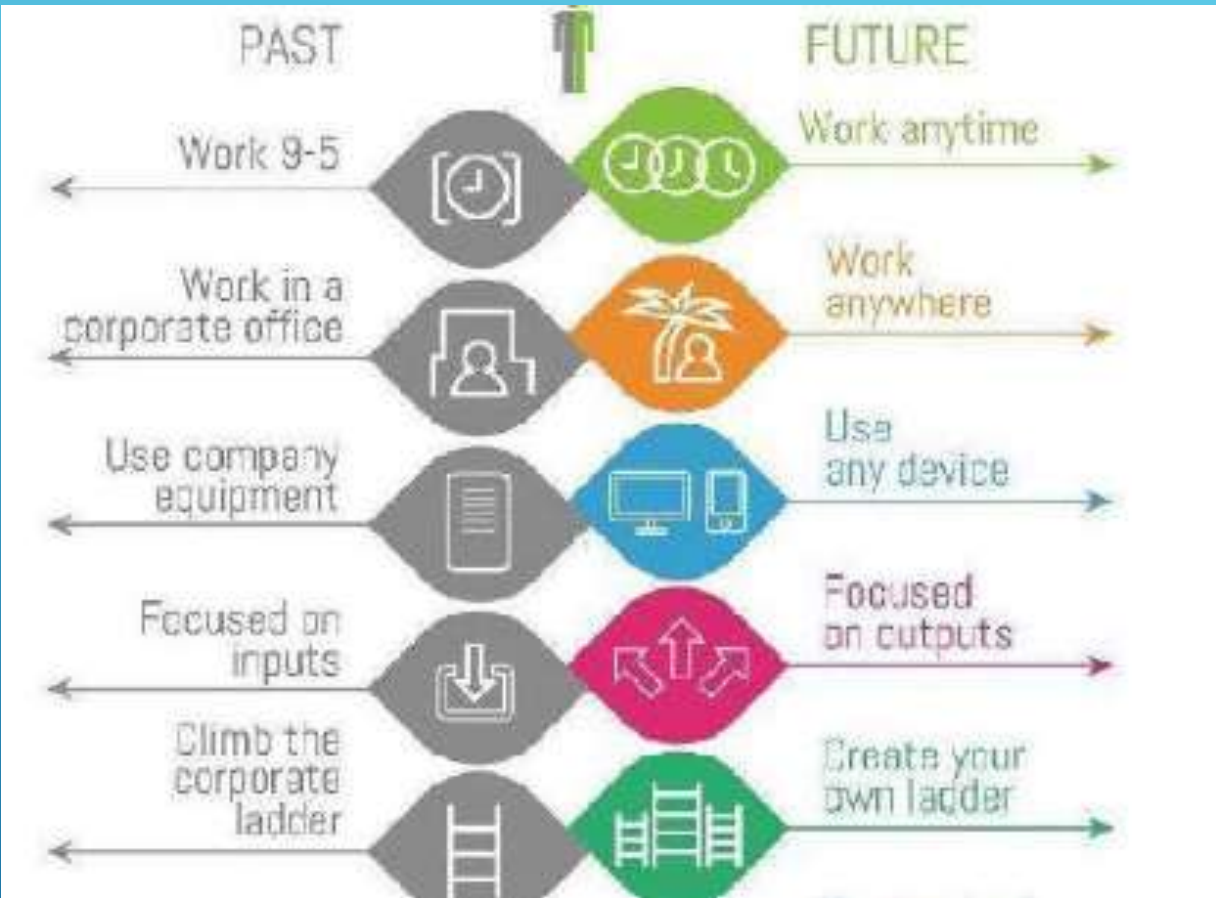 PAST
FUTURE
Work 9-5
Work anytime
Work in a
corporate office
Work
anywhere
Use company
equipment
Use
any device
Focused on
inputs
Focused
on outputs
Climb the
corporate
ladder
Create your
own ladder